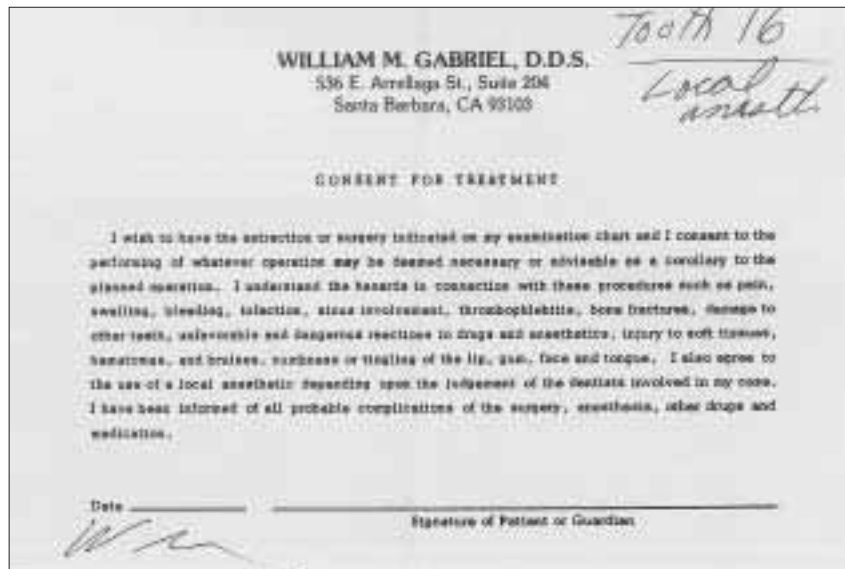 Tooth 16
Local
WILLIAM M. GABRIEL, D.D.S.
536 E. Arrellaga St., Suite 204
Santa Barbara, CA 93103
CONSENT FOR TREATMENT
I wish to have the extraction or surgery indicated on my examination chart and I consent to the
performing of whatever operation may be deemed necessary or advisable as a corollary to the
planned operation. I understand the hazards in connection with these procedures such as pain,
swelling, bleeding, infection, sinus involvement, thrombophlebitis, bone fractures, damage to
other teeth, unfavorable and dangerous reactions to drugs and anesthetics, injury to soft tissues,
hematomas, and bruises, numbness or tingling of the lip, gum, face and tongue. I also agree to
the use of a local anesthetic depending upon the judgement of the dentists involved in my case.
I have been informed of all probable complications of the surgery, anesthesia, other drugs and
medication.
Date
Signature of Patient or Guardian